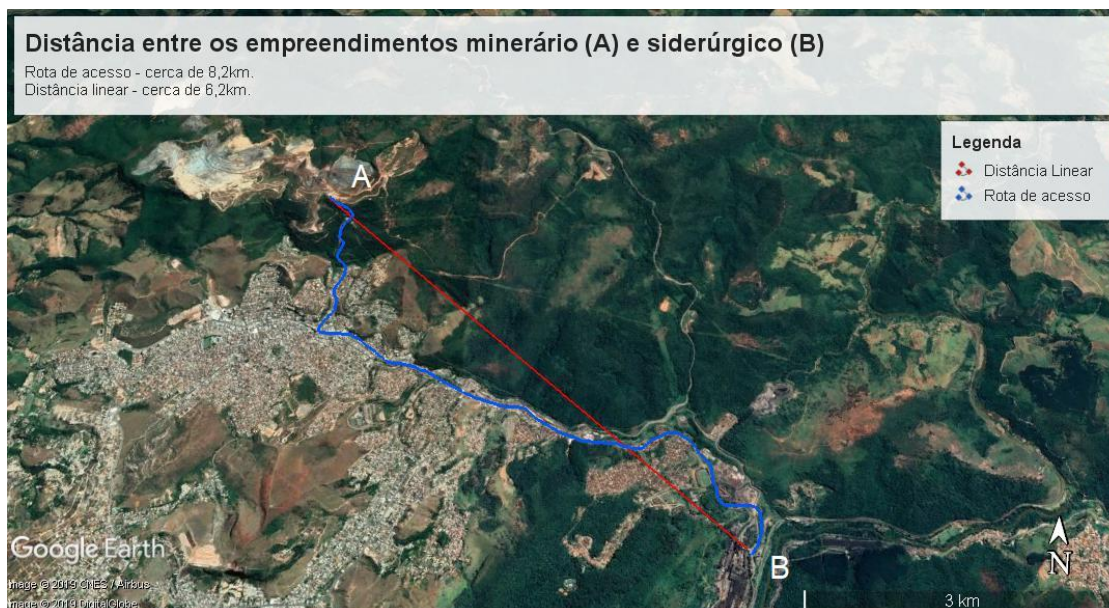 Distância entre os empreendimentos minerário (A) e siderúrgico (B)
Rota de acesso - cerca de 8,2km.
Distância linear - cerca de 6,2km.
Legenda
Distância Linear
Rota de acesso
A
B
Google Earth
Image © 2019 CNES / Airbus
Image © 2019 DigitalGlobe
N
3 km